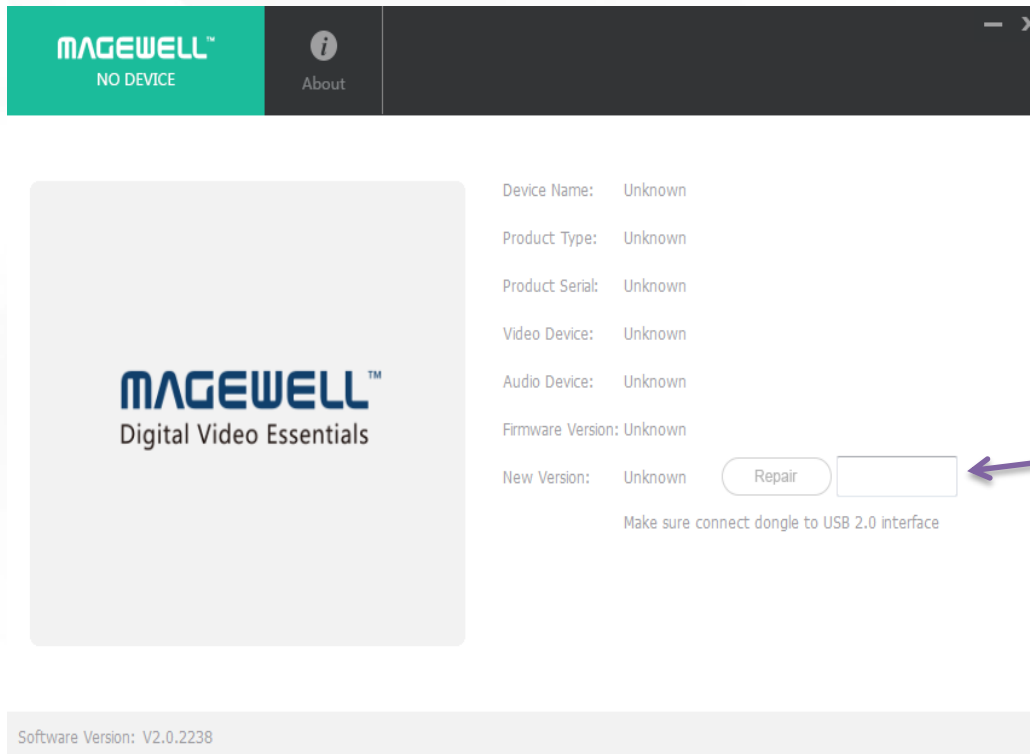 MAGEWELL™
NO DEVICE
i
About
MAGEWELL™
Digital Video Essentials
Device Name: Unknown
Product Type: Unknown
Product Serial: Unknown
Video Device: Unknown
Audio Device: Unknown
Firmware Version: Unknown
New Version: Unknown Repair
Make sure connect dongle to USB 2.0 interface
Software Version: V2.0.2238